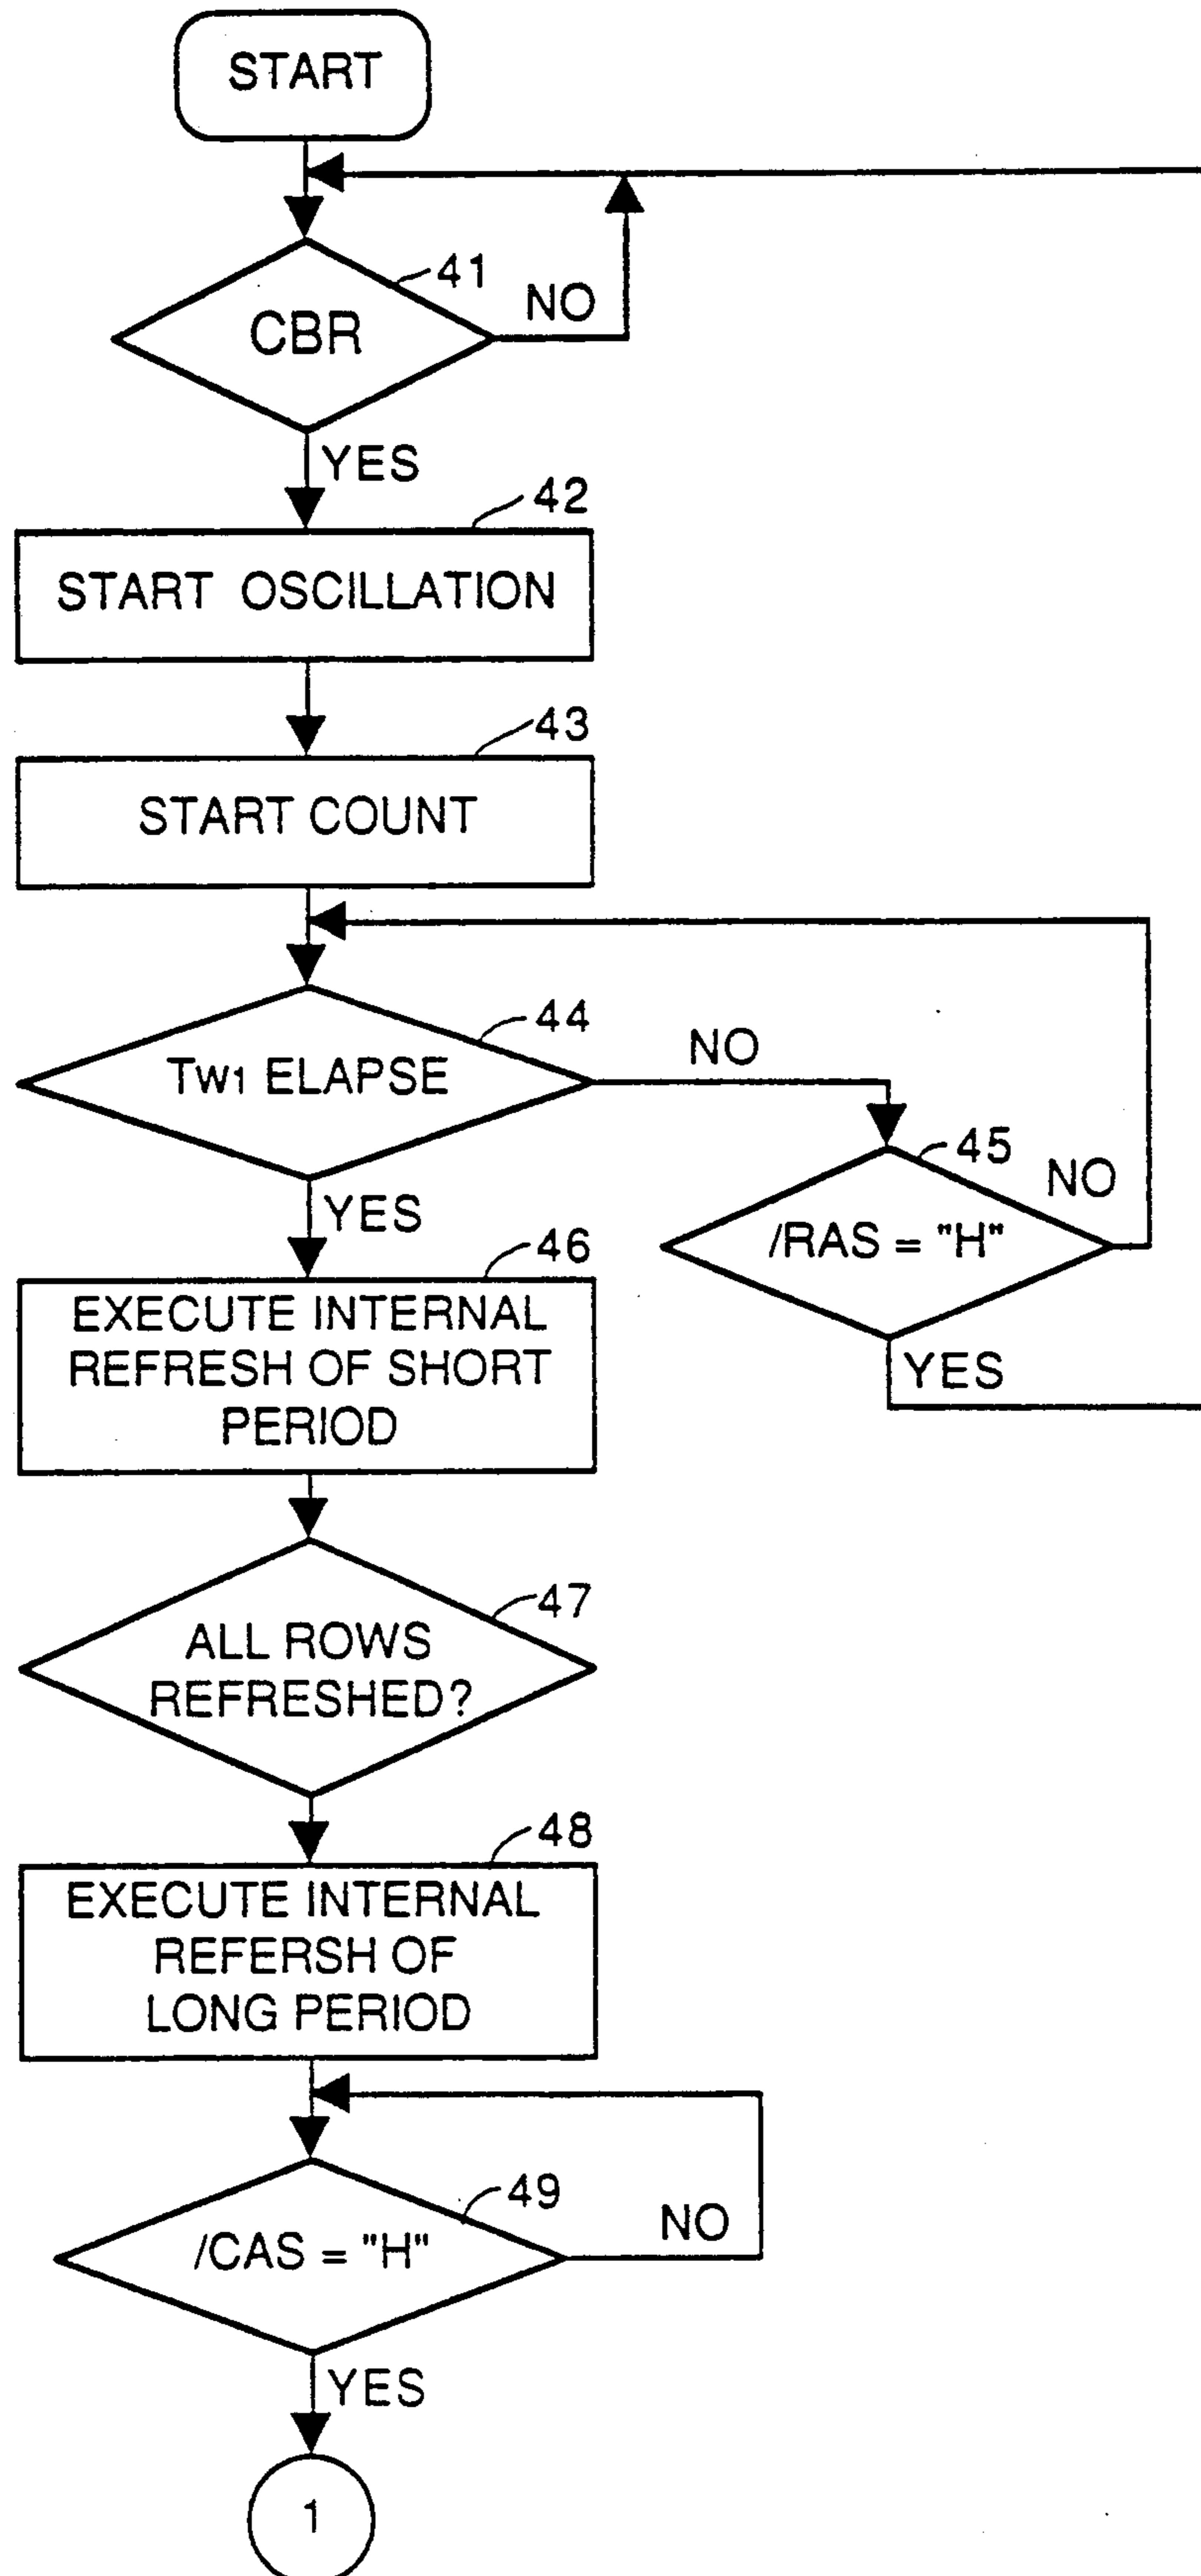 START
41
CBR
NO
YES
42
START OSCILLATION
43
START COUNT
44
TW1 ELAPSE
NO
45
/RAS = "H"
NO
YES
YES
46
EXECUTE INTERNAL
REFRESH OF SHORT
PERIOD
47
ALL ROWS
REFRESHED?
48
EXECUTE INTERNAL
REFERSH OF
LONG PERIOD
49
/CAS = "H"
NO
YES
1